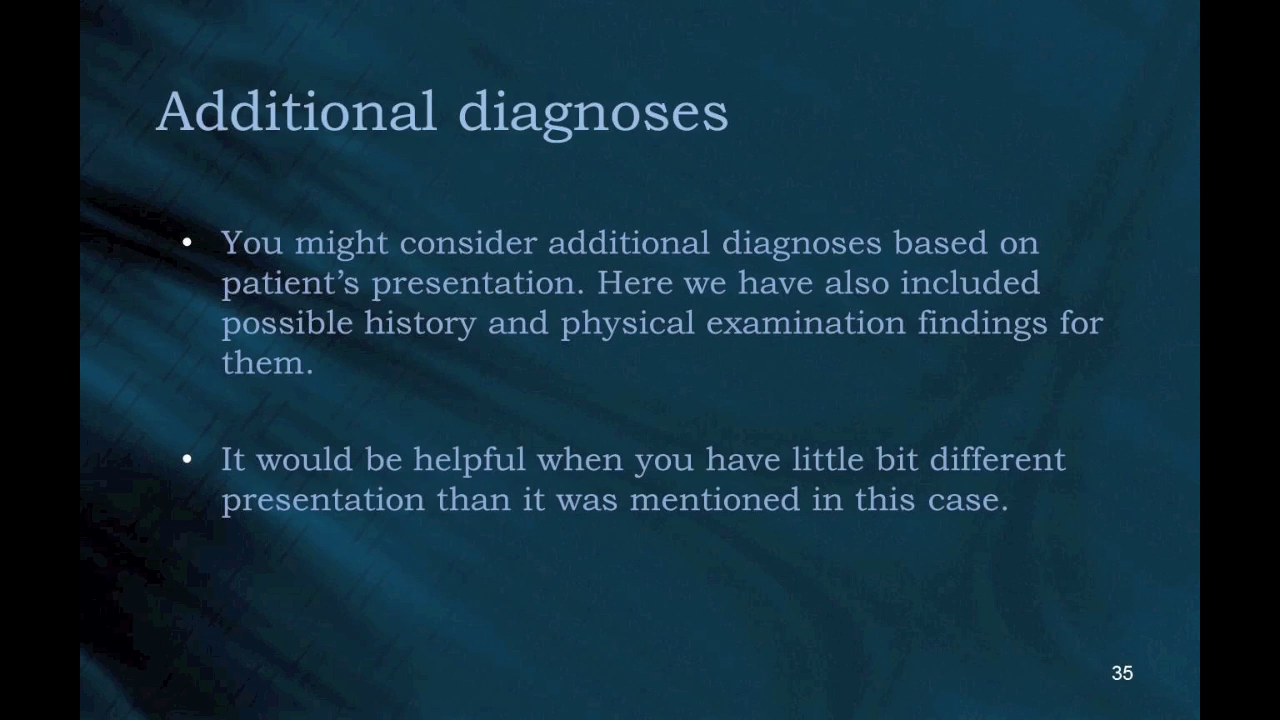 Additional diagnoses
• You might consider additional diagnoses based on
patient’s presentation. Here we have also included
possible history and physical examination findings for
them.
• It would be helpful when you have little bit different
presentation than it was mentioned in this case.
35